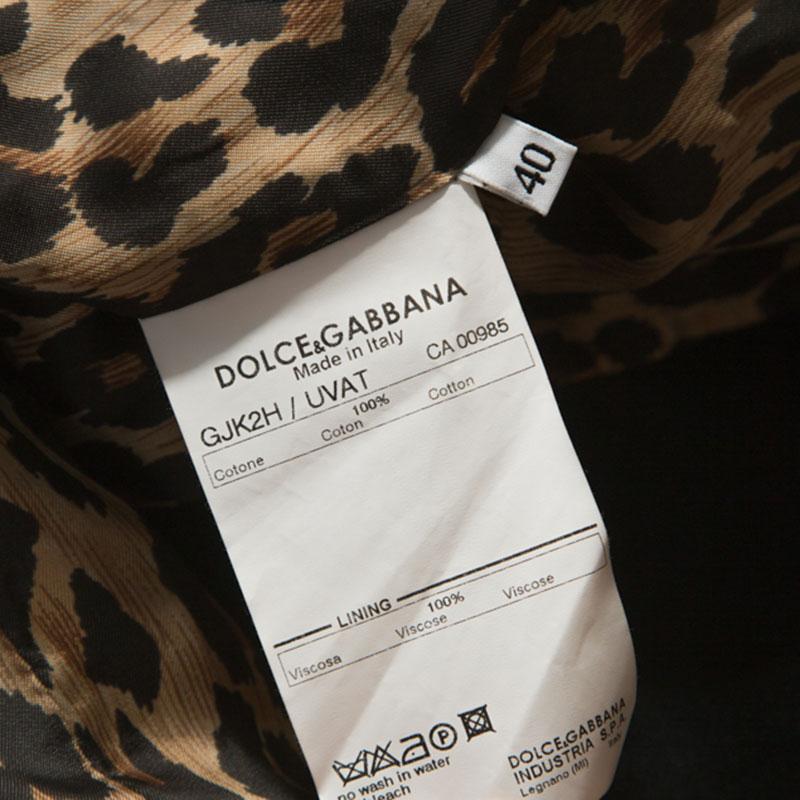 40
DOLCE&GABBANA
Made in Italy
GJK2H / UVAT CA 00985
100%
Cotone Coton Cotton
LINING
100%
Viscosa Viscose Viscose
P
no wash in water
bleach
DOLCE&GABBANA
INDUSTRIA S.P.A.
Legnano (MI) Italy